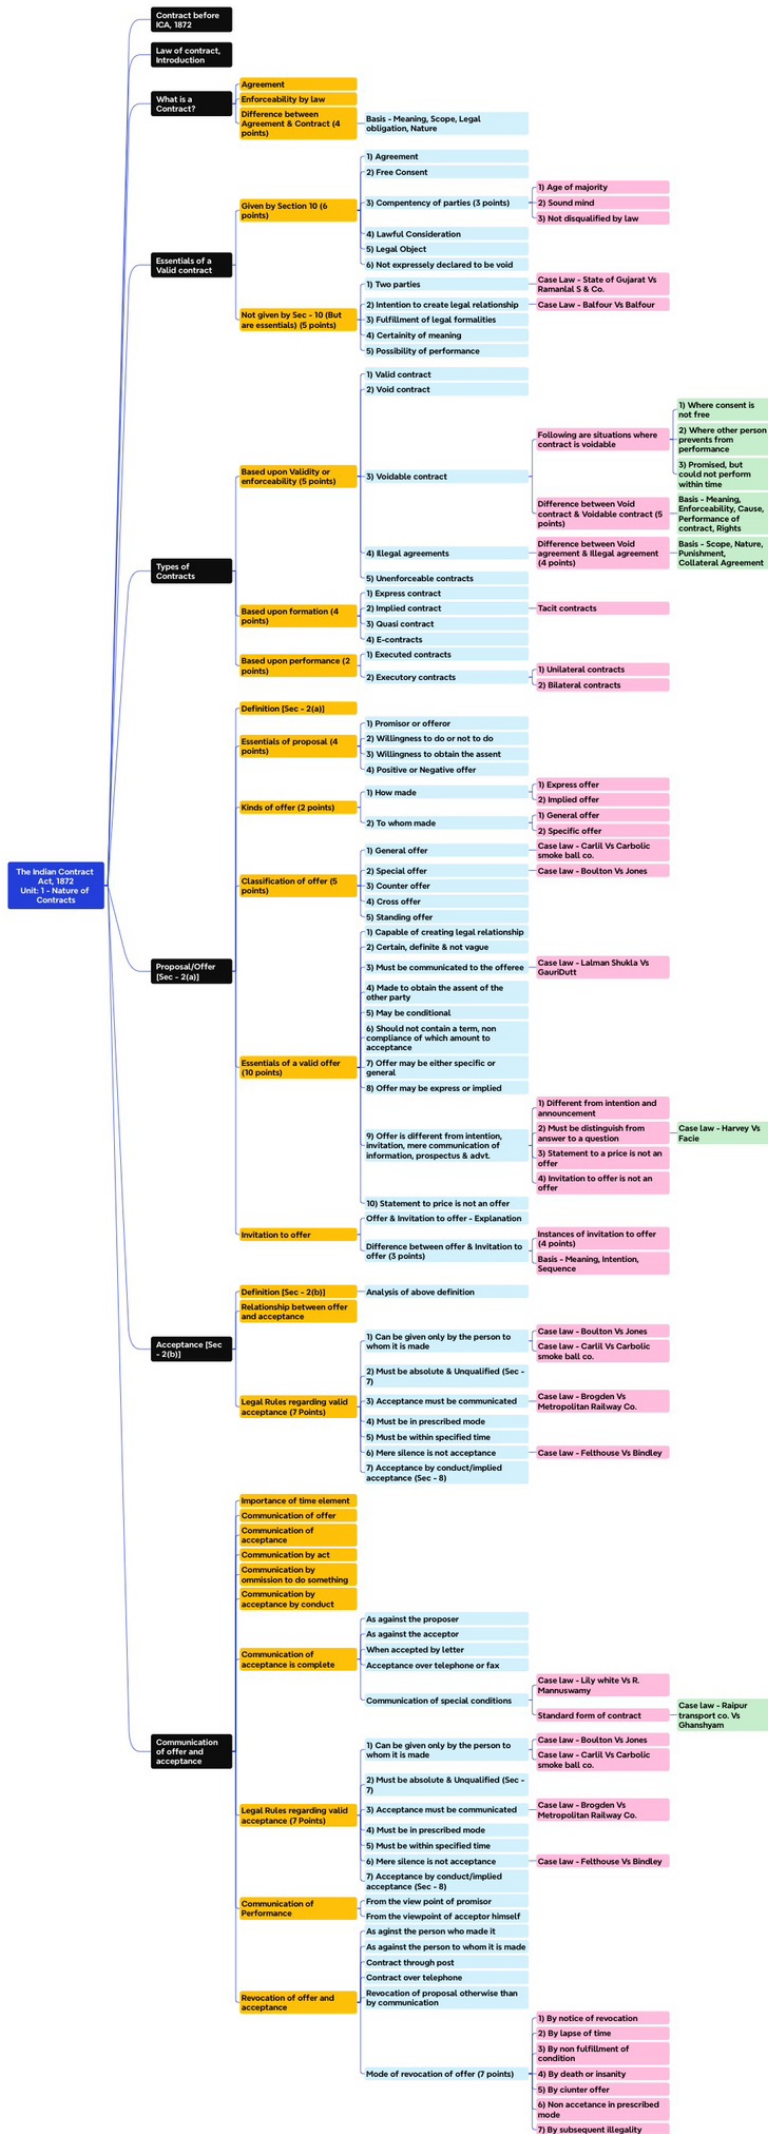 Contract before
ICA, 1872
Law of contract,
Introduction
What is a
Contract?
Agreement
Enforceability by law
Difference between
Agreement & Contract (4
points)
Basis - Meaning, Scope, Legal
obligation, Nature
Essentials of a
Valid contract
Given by Section 10 (6
points)
1) Agreement
2) Free Consent
3) Compentency of parties (3 points)
1) Age of majority
2) Sound mind
3) Not disqualified by law
4) Lawful Consideration
5) Legal Object
6) Not expressely declared to be void
Not given by Sec - 10 (But
are essentials) (5 points)
1) Two parties
Case Law - State of Gujarat Vs
Ramanlal S & Co.
2) Intention to create legal relationship
Case Law - Balfour Vs Balfour
3) Fulfillment of legal formalities
4) Certainity of meaning
5) Possibility of performance
Types of
Contracts
Based upon Validity or
enforceability (5 points)
1) Valid contract
2) Void contract
3) Voidable contract
Following are situations where
contract is voidable
1) Where consent is
not free
2) Where other person
prevents from
performance
3) Promised, but
could not perform
within time
Difference between Void
contract & Voidable contract (5
points)
Basis - Meaning,
Enforceability, Cause,
Performance of
contract, Rights
4) Illegal agreements
Difference between Void
agreement & Illegal agreement
(4 points)
Basis - Scope, Nature,
Punishment,
Collateral Agreement
5) Unenforceable contracts
Based upon formation (4
points)
1) Express contract
2) Implied contract
Tacit contracts
3) Quasi contract
4) E-contracts
Based upon performance (2
points)
1) Executed contracts
2) Executory contracts
1) Unilateral contracts
2) Bilateral contracts
The Indian Contract
Act, 1872
Unit: 1 - Nature of
Contracts
Proposal/Offer
[Sec - 2(a)]
Definition [Sec - 2(a)]
Essentials of proposal (4
points)
1) Promisor or offeror
2) Willingness to do or not to do
3) Willingness to obtain the assent
4) Positive or Negative offer
Kinds of offer (2 points)
1) How made
1) Express offer
2) Implied offer
2) To whom made
1) General offer
2) Specific offer
Classification of offer (5
points)
1) General offer
Case law - Carlil Vs Carbolic
smoke ball co.
2) Special offer
Case law - Boulton Vs Jones
3) Counter offer
4) Cross offer
5) Standing offer
Essentials of a valid offer
(10 points)
1) Capable of creating legal relationship
2) Certain, definite & not vague
3) Must be communicated to the offeree
Case law - Lalman Shukla Vs
GauriDutt
4) Made to obtain the assent of the
other party
5) May be conditional
6) Should not contain a term, non
compliance of which amount to
acceptance
7) Offer may be either specific or
general
8) Offer may be express or implied
9) Offer is different from intention,
invitation, mere communication of
information, prospectus & advt.
1) Different from intention and
announcement
2) Must be distinguish from
answer to a question
Case law - Harvey Vs
Facie
3) Statement to a price is not an
offer
4) Invitation to offer is not an
offer
10) Statement to price is not an offer
Invitation to offer
Offer & Invitation to offer - Explanation
Difference between offer & Invitation to
offer (3 points)
Instances of invitation to offer
(4 points)
Basis - Meaning, Intention,
Sequence
Acceptance [Sec
- 2(b)]
Definition [Sec - 2(b)]
Analysis of above definition
Relationship between offer
and acceptance
Legal Rules regarding valid
acceptance (7 Points)
1) Can be given only by the person to
whom it is made
Case law - Boulton Vs Jones
Case law - Carlil Vs Carbolic
smoke ball co.
2) Must be absolute & Unqualified (Sec -
7)
3) Acceptance must be communicated
Case law - Brogden Vs
Metropolitan Railway Co.
4) Must be in prescribed mode
5) Must be within specified time
6) Mere silence is not acceptance
Case law - Felthouse Vs Bindley
7) Acceptance by conduct/implied
acceptance (Sec - 8)
Communication
of offer and
acceptance
Importance of time element
Communication of offer
Communication of
acceptance
Communication by act
Communication by
ommission to do something
Communication by
acceptance by conduct
Communication of
acceptance is complete
As against the proposer
As against the acceptor
When accepted by letter
Acceptance over telephone or fax
Communication of special conditions
Case law - Lily white Vs R.
Mannuswamy
Standard form of contract
Case law - Raipur
transport co. Vs
Ghanshyam
Legal Rules regarding valid
acceptance (7 Points)
1) Can be given only by the person to
whom it is made
Case law - Boulton Vs Jones
Case law - Carlil Vs Carbolic
smoke ball co.
2) Must be absolute & Unqualified (Sec -
7)
3) Acceptance must be communicated
Case law - Brogden Vs
Metropolitan Railway Co.
4) Must be in prescribed mode
5) Must be within specified time
6) Mere silence is not acceptance
Case law - Felthouse Vs Bindley
7) Acceptance by conduct/implied
acceptance (Sec - 8)
Communication of
Performance
From the view point of promisor
From the viewpoint of acceptor himself
Revocation of offer and
acceptance
As aginst the person who made it
As against the person to whom it is made
Contract through post
Contract over telephone
Revocation of proposal otherwise than
by communication
Mode of revocation of offer (7 points)
1) By notice of revocation
2) By lapse of time
3) By non fulfillment of
condition
4) By death or insanity
5) By ciunter offer
6) Non accetance in prescribed
mode
7) By subsequent illegality